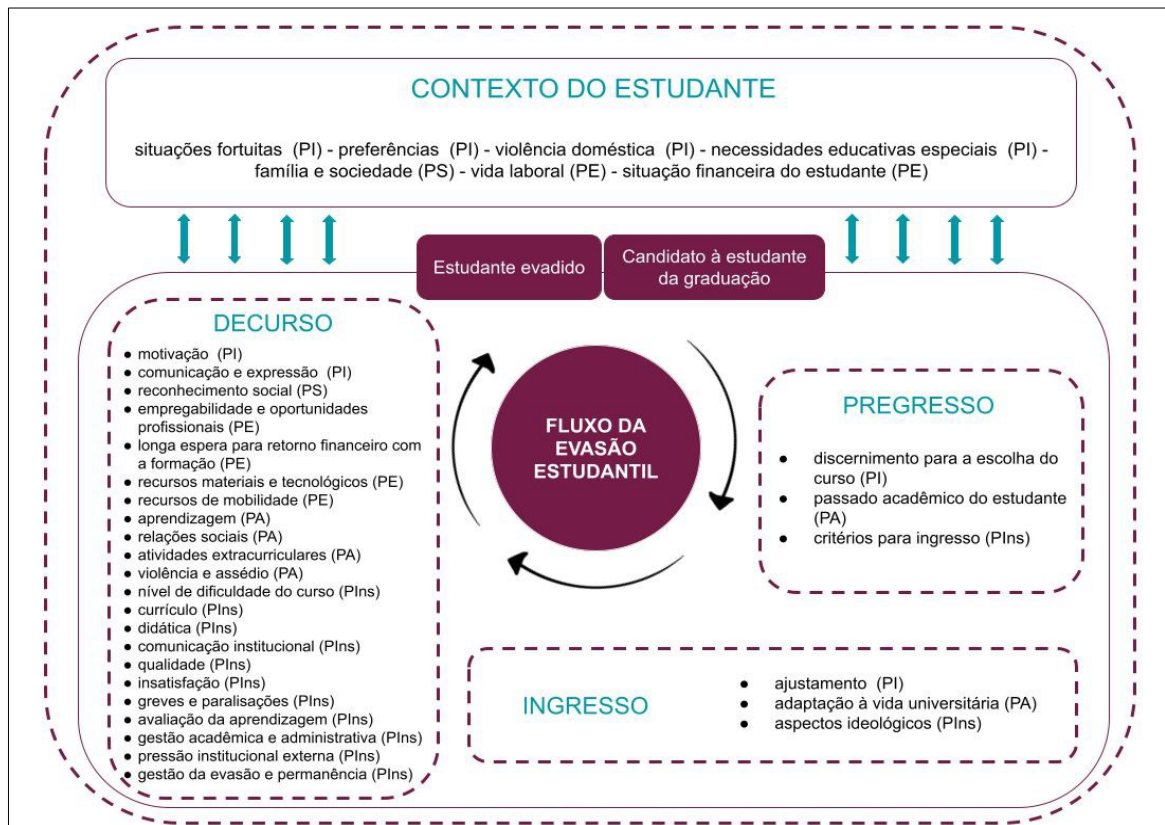 CONTEXTO DO ESTUDANTE
situações fortuitas (PI) - preferências (PI) - violência doméstica (PI) - necessidades educativas especiais (PI) -
família e sociedade (PS) - vida laboral (PE) - situação financeira do estudante (PE)
Estudante evadido
Candidato à estudante
da graduação
DECURSO
● motivação (PI)
● comunicação e expressão (PI)
● reconhecimento social (PS)
● empregabilidade e oportunidades
profissionais (PE)
● longa espera para retorno financeiro com
a formação (PE)
● recursos materiais e tecnológicos (PE)
● recursos de mobilidade (PE)
● aprendizagem (PA)
● relações sociais (PA)
● atividades extracurriculares (PA)
● violência e assédio (PA)
● nível de dificuldade do curso (PIns)
● currículo (PIns)
● didática (PIns)
● comunicação institucional (PIns)
● qualidade (PIns)
● insatisfação (PIns)
● greves e paralisações (PIns)
● avaliação da aprendizagem (PIns)
● gestão acadêmica e administrativa (PIns)
● pressão institucional externa (PIns)
● gestão da evasão e permanência (PIns)
FLUXO DA
EVASÃO
ESTUDANTIL
PREGRESSO
● discernimento para a escolha do
curso (PI)
● passado acadêmico do estudante
(PA)
● critérios para ingresso (PIns)
INGRESSO
● ajustamento (PI)
● adaptação à vida universitária (PA)
● aspectos ideológicos (PIns)